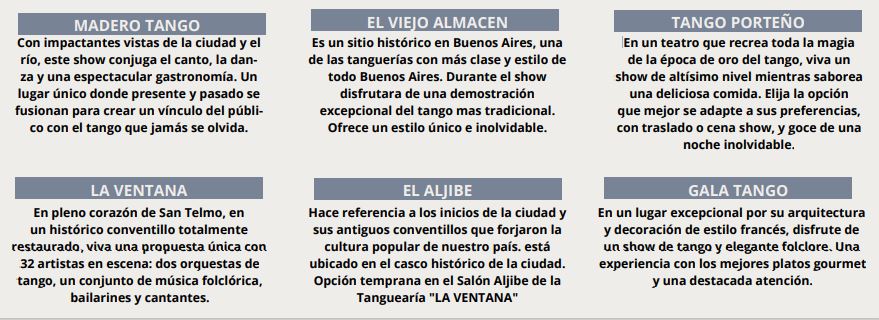 MADERO TANGO
Con impactantes vistas de la ciudad y el
río, este show conjuga el canto, la dan-
za y una espectacular gastronomía. Un
lugar único donde presente y pasado se
fusionan para crear un vínculo del públi-
co con el tango que jamás se olvida.
EL VIEJO ALMACEN
Es un sitio histórico en Buenos Aires, una
de las tanguerías con más clase y estilo de
todo Buenos Aires. Durante el show
disfrutara de una demostración
excepcional del tango mas tradicional.
Ofrece un estilo único e inolvidable.
TANGO PORTEÑO
En un teatro que recrea toda la magia
de la época de oro del tango, viva un
show de altísimo nivel mientras saborea
una deliciosa comida. Elija la opción
que mejor se adapte a sus preferencias,
con traslado o cena show, y goce de una
noche inolvidable.
LA VENTANA
En pleno corazón de San Telmo, en
un histórico conventillo totalmente
restaurado, viva una propuesta única con
32 artistas en escena: dos orquestas de
tango, un conjunto de música folclórica,
bailarines y cantantes.
EL ALJIBE
Hace referencia a los inicios de la ciudad y
sus antiguos conventillos que forjaron la
cultura popular de nuestro país. está
ubicado en el casco histórico de la ciudad.
Opción temprana en el Salón Aljibe de la
Tanguearía "LA VENTANA"
GALA TANGO
En un lugar excepcional por su arquitectura
y decoración de estilo francés, disfrute de
un show de tango y elegante folclore. Una
experiencia con los mejores platos gourmet
y una destacada atención.